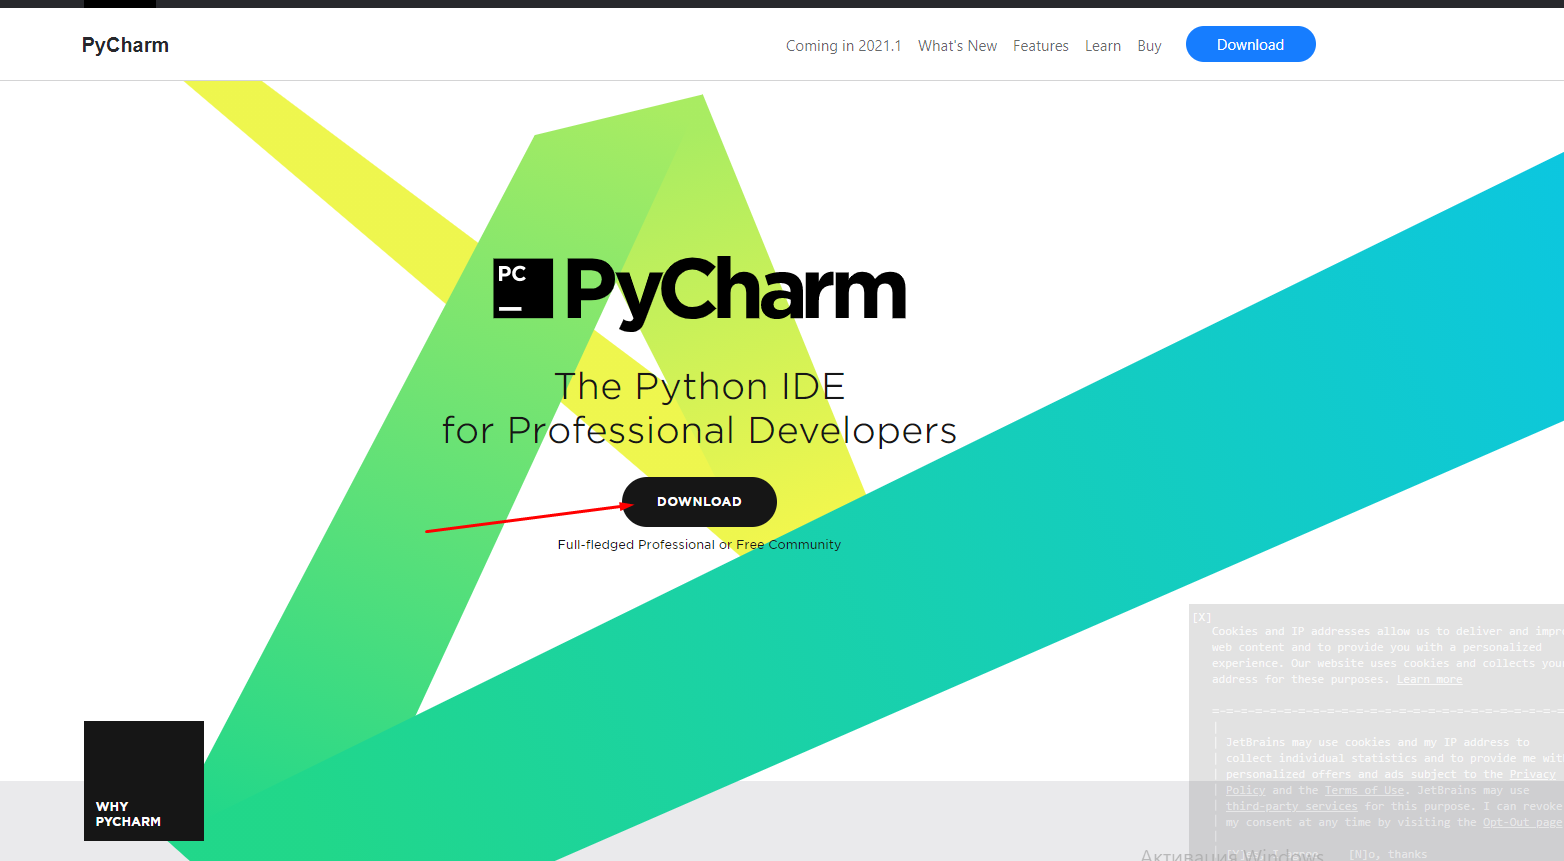 PyCharm
Coming in 2021.1 What's New Features Learn Buy Download
PC PyCharm
The Python IDE
for Professional Developers
DOWNLOAD
Full-fledged Professional or Free Community
WHY
PYCHARM
[X]
Cookies and IP addresses allow us to deliver and
web content and to provide you with a personalized
experience. Our website uses cookies and collects
address for these purposes. Learn more
JetBrains may use cookies and my IP address to
collect individual statistics and to provide me
personalized offers and ads subject to the Privacy
Policy and the Terms of Use. JetBrains may use
third-party services for this purpose. I can revoke
my consent at any time by visiting the Opt-Out page
[N]o, thanks
Активация Windows